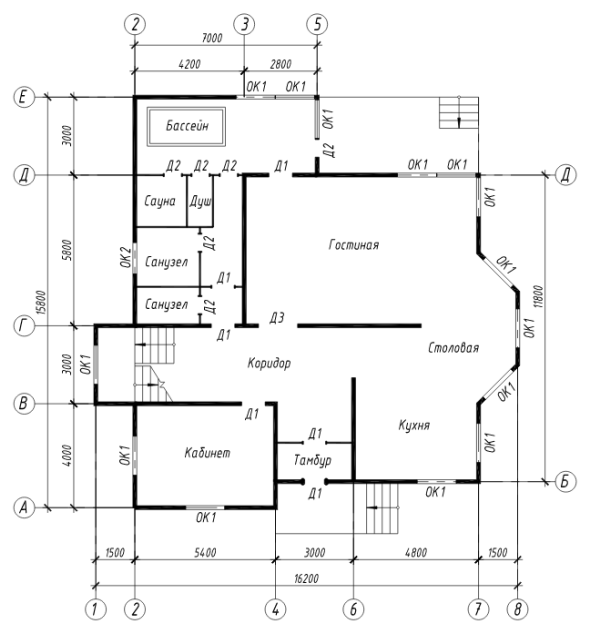 2 3 5
7000
4200 2800
ОК1 ОК1
Е
3000
Бассейн
ОК1
Д2
Д2 Д2 Д2 Д1
ОК1 ОК1
Д Д
Сауна Душ
ОК1
5800
Д2
Гостиная
ОК2
Санузел
ОК1
Д1
15800
11800
Санузел
Д2
Г
Д1 Д3
ОК1
Столовая
3000
ОК1
Коридор
ОК1
В
Д1
Кухня
4000
ОК1
Кабинет
Д1
ОК1
Тамбур
Б
Д1
ОК1
А
ОК1
1500 5400 3000 4800 1500
16200
1 2 4 6 7 8